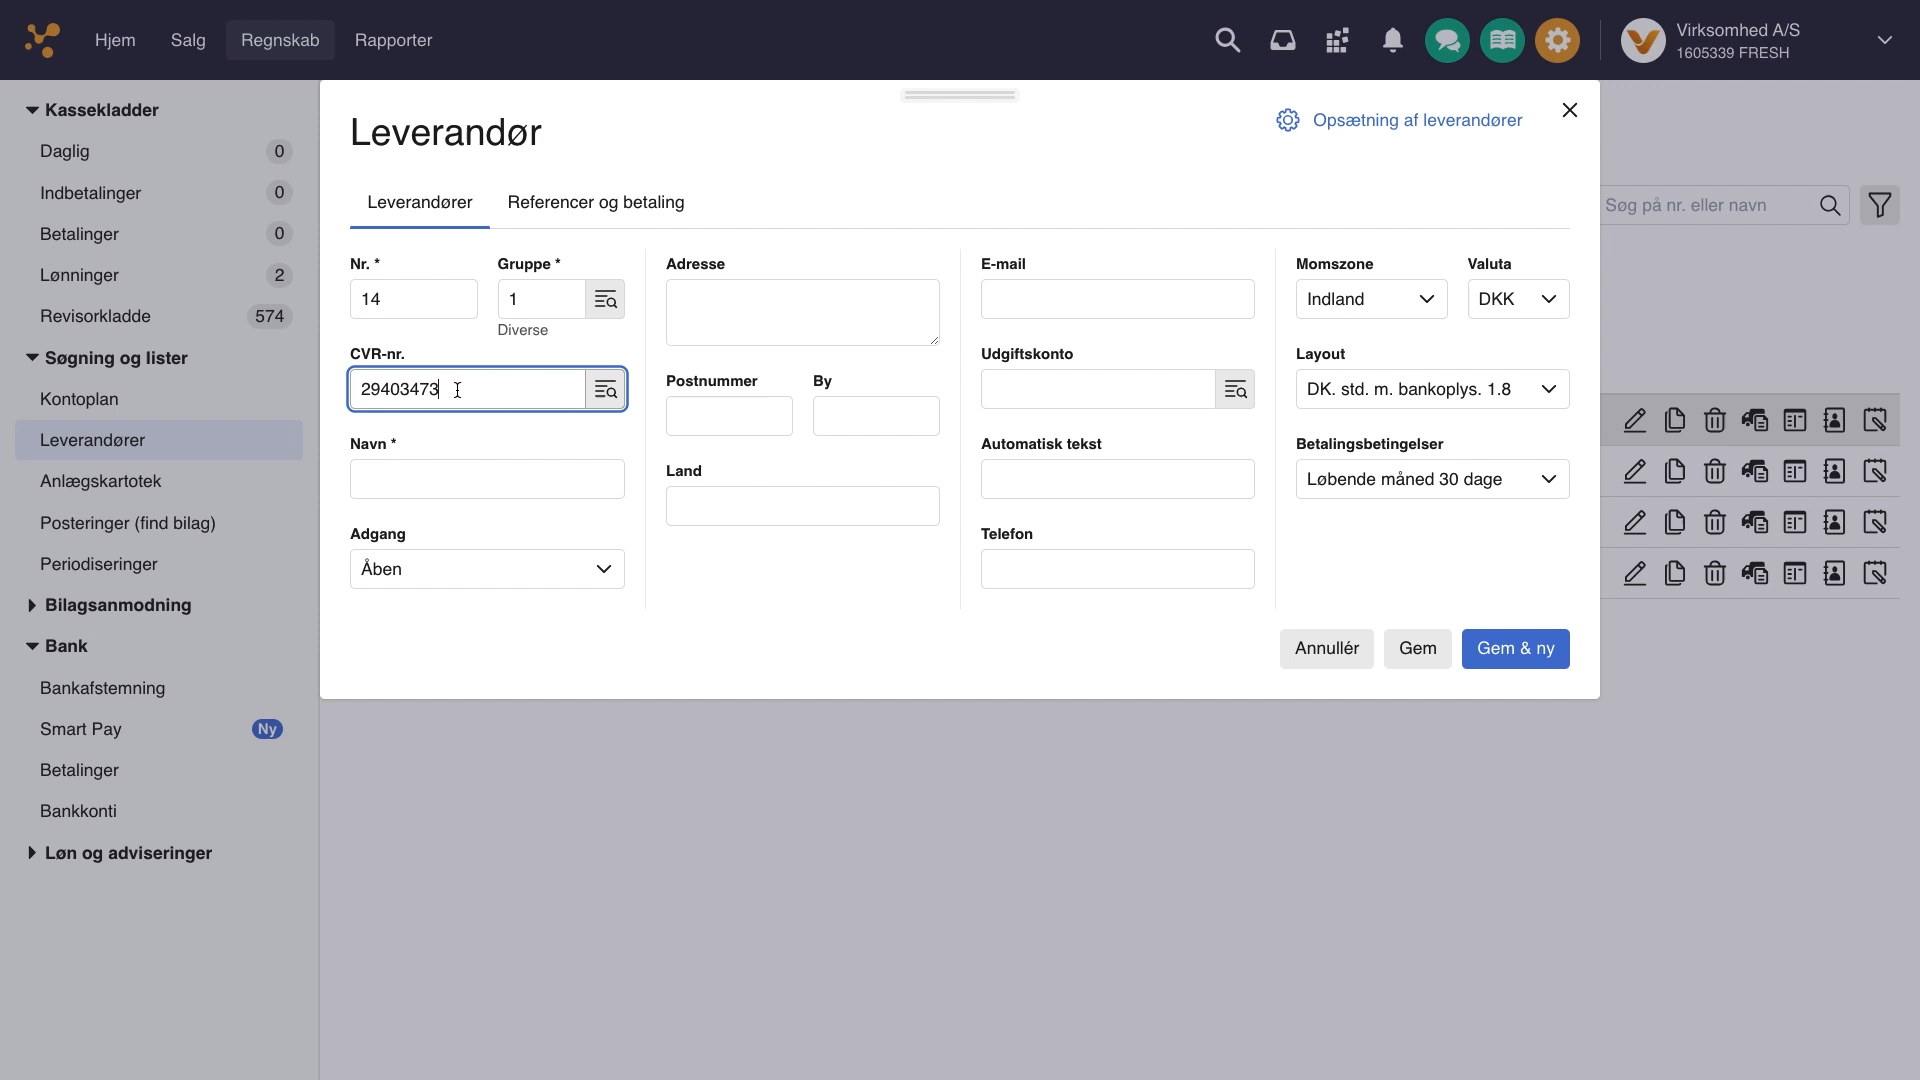 Hjem
Salg
Regnskab
Rapporter
Virksomhed A/S
1605339 FRESH
Kassekladder
Daglig 0
Indbetalinger 0
Betalinger 0
Lønninger 2
Revisorkladde 574
Søgning og lister
Kontoplan
Leverandører
Anlægskartotek
Posteringer (find bilag)
Periodiseringer
Bilagsanmodning
Bank
Bankafstemning
Smart Pay Ny
Betalinger
Bankkonti
Løn og adviseringer
Søg på nr. eller navn
Leverandør
Opsætning af leverandører
Leverandører
Referencer og betaling
Nr. *
14
Gruppe *
1
Diverse
CVR-nr.
29403473
Navn *
Adgang
Åben
Adresse
Postnummer
By
Land
E-mail
Udgiftskonto
Automatisk tekst
Telefon
Momszone
Indland
Valuta
DKK
Layout
DK. std. m. bankoplys. 1.8
Betalingsbetingelser
Løbende måned 30 dage
Annullér
Gem
Gem & ny